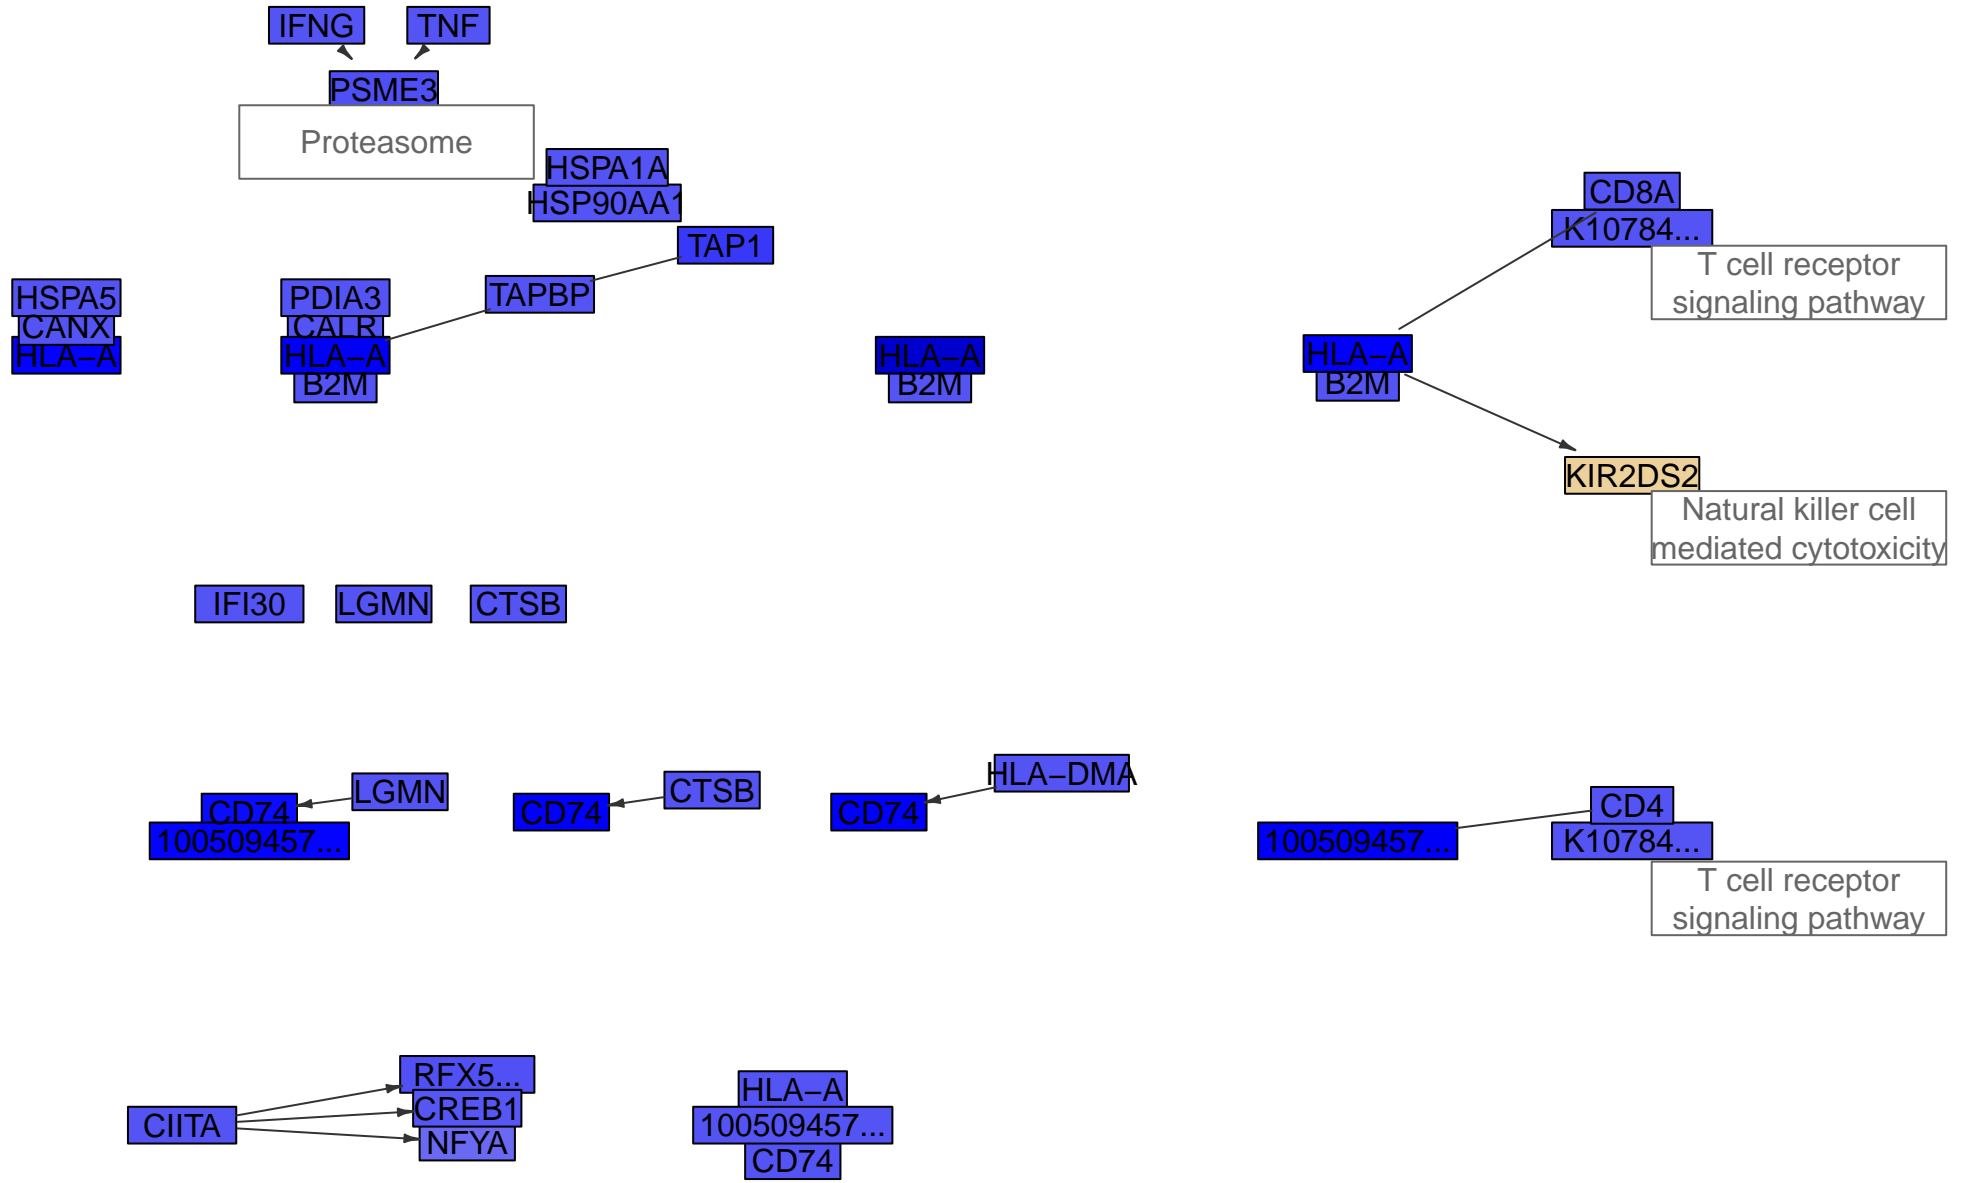 IFNG
TNF
PSME3
Proteasome
HSPA1A
HSP90AA1
CD8A
K10784...
TAP1
T cell receptor
signaling pathway
HSPA5
PDIA3
TAPBP
CANX
CALR
HLA−A
HLA−A
HLA−A
HLA−A
B2M
B2M
B2M
KIR2DS2
Natural killer cell
mediated cytotoxicity
IFI30
LGMN
CTSB
HLA−DMA
LGMN
CTSB
CD74
CD74
CD74
CD4
100509457...
100509457...
K10784...
T cell receptor
signaling pathway
RFX5...
HLA−A
CREB1
CIITA
100509457...
NFYA
CD74